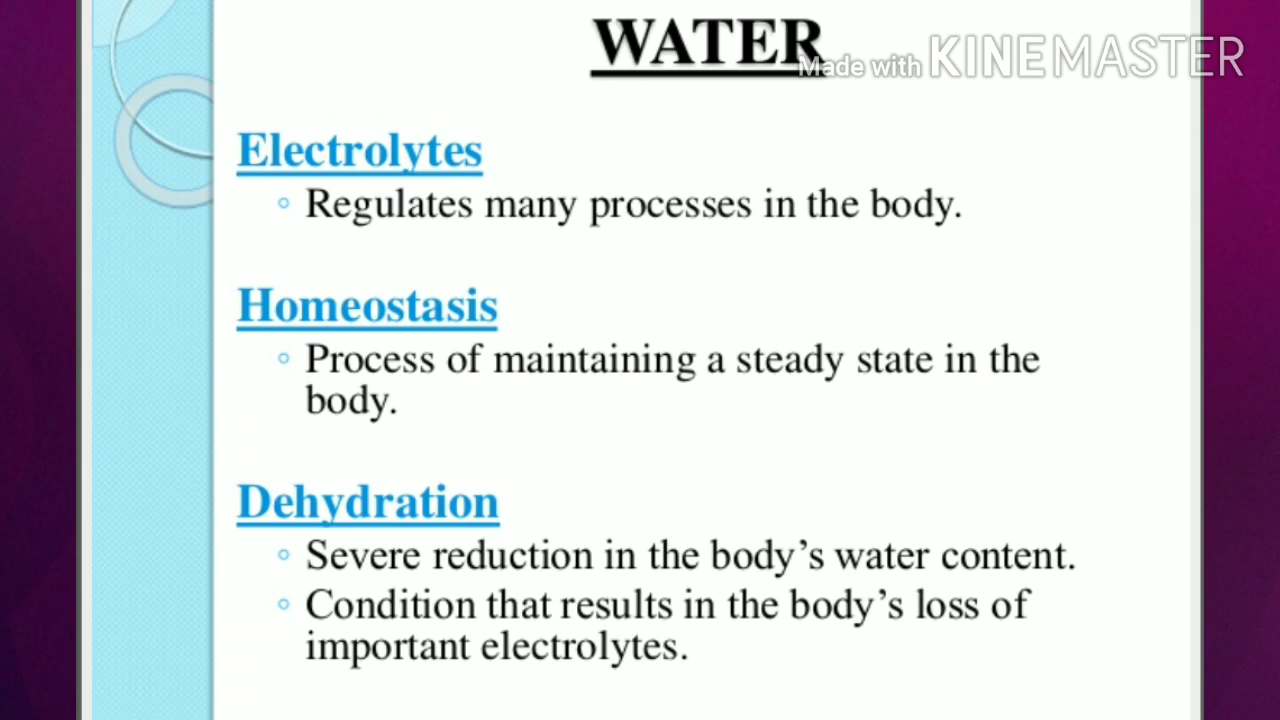 WATER
Made with KINEMASTER
Electrolytes
◦ Regulates many processes in the body.
Homeostasis
◦ Process of maintaining a steady state in the
body.
Dehydration
◦ Severe reduction in the body’s water content.
◦ Condition that results in the body’s loss of
important electrolytes.